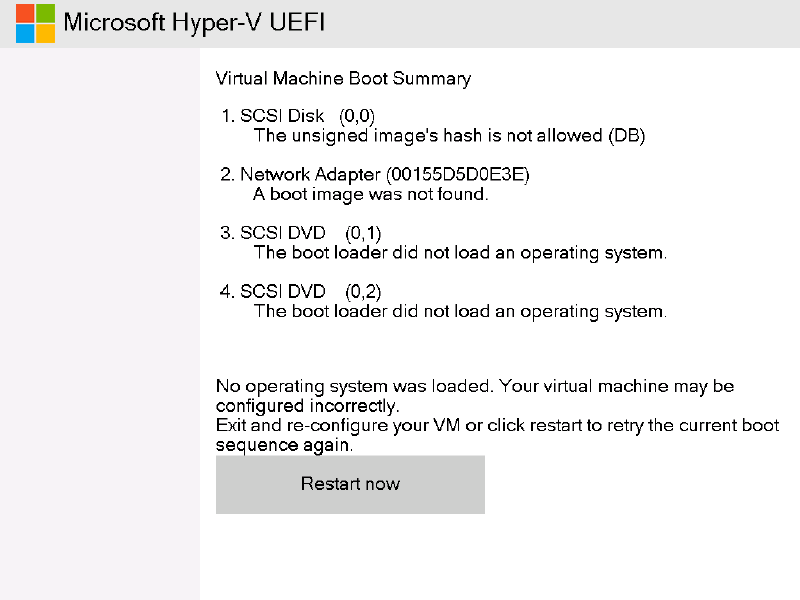 Microsoft Hyper-V UEFI
Virtual Machine Boot Summary
1. SCSI Disk (0,0)
The unsigned image's hash is not allowed (DB)
2. Network Adapter (00155D5D0E3E)
A boot image was not found.
3. SCSI DVD (0,1)
The boot loader did not load an operating system.
4. SCSI DVD (0,2)
The boot loader did not load an operating system.
No operating system was loaded. Your virtual machine may be
configured incorrectly.
Exit and re-configure your VM or click restart to retry the current boot
sequence again.
Restart now